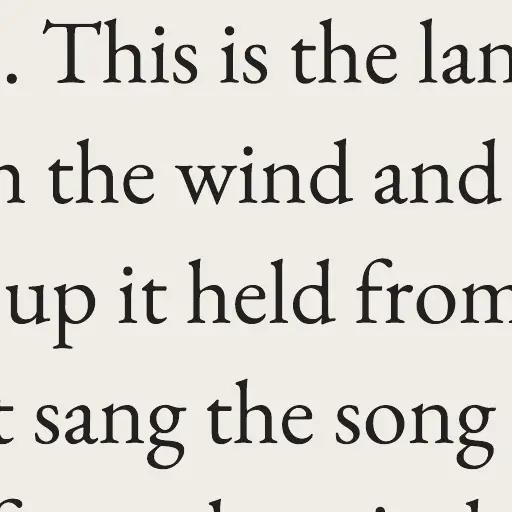 . This is the lan
n the wind and
up it held from
t sang the song